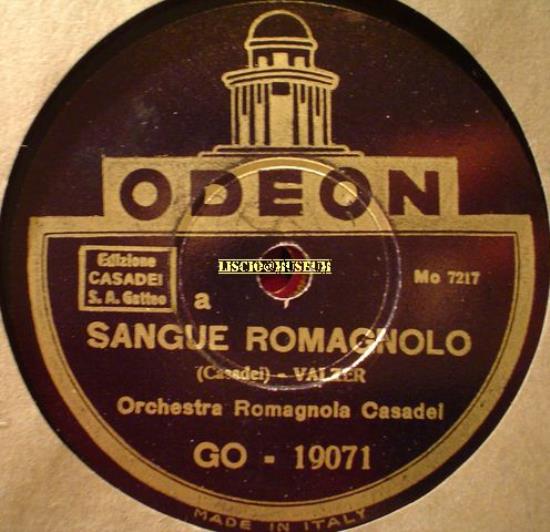 ODEON
Edizione
CASADEI
S. A. Gatteo
Mo 7217
LISCIO@MUSEUM
a
SANGUE ROMAGNOLO
(Casadei) - VALZER
Orchestra Romagnola Casadei
GO - 19071
MADE IN ITALY